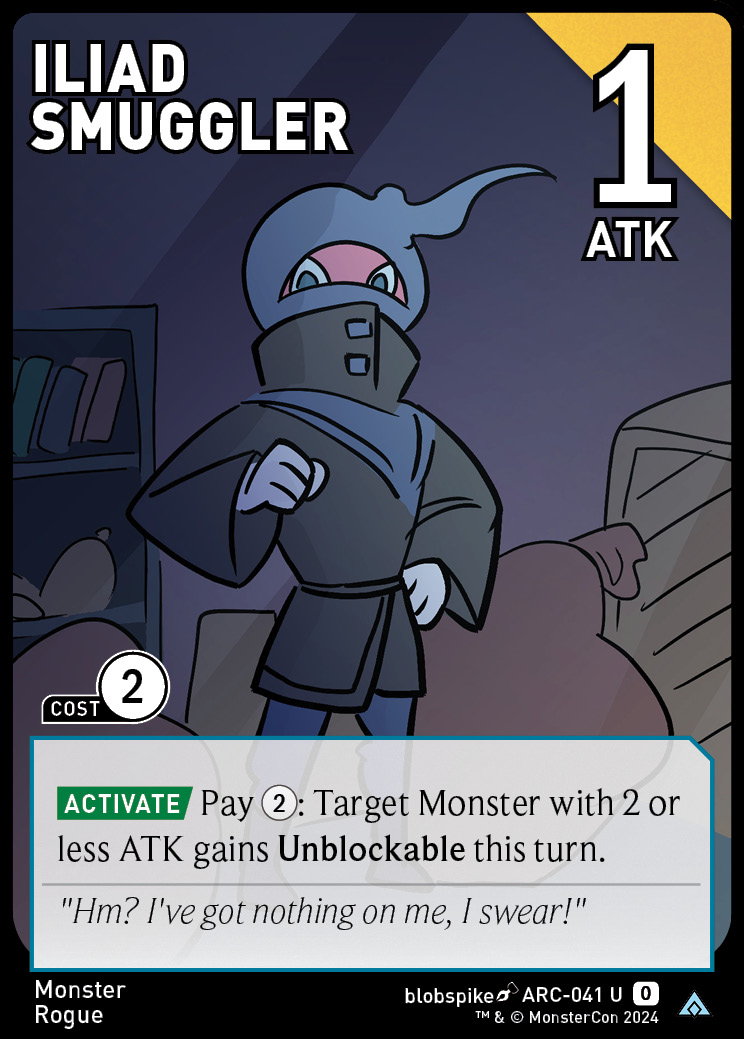 ILIAD
SMUGGLER
1
ATK
COST 2
ACTIVATE Pay 2: Target Monster with 2 or
less ATK gains Unblockable this turn.
"Hm? I've got nothing on me, I swear!"
Monster
Rogue
blobspike ARC-041 U 0
™ & © MonsterCon 2024